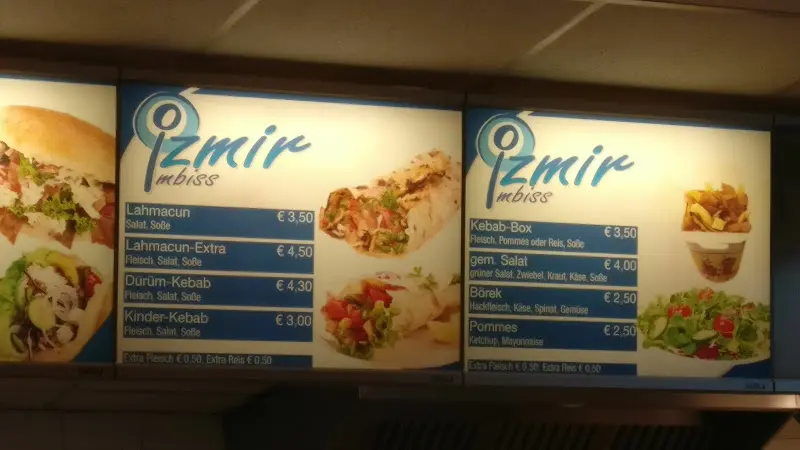 izmir
imbiss
Lahmacun € 3,50
Salat, Soße
Lahmacun-Extra € 4,50
Fleisch, Salat, Soße
Dürüm-Kebab € 4,30
Fleisch, Salat, Soße
Kinder-Kebab € 3,00
Fleisch, Salat, Soße
Extra Fleisch € 0,50, Extra Reis € 0,50
izmir
imbiss
Kebab-Box € 3,50
Fleisch, Pommes oder Reis, Soße
gem. Salat € 4,00
grüner Salat, Zwiebel, Kraut, Käse, Soße
Börek € 2,50
Hackfleisch, Käse, Spinat, Gemüse
Pommes € 2,50
Ketchup, Mayonnaise
Extra Fleisch € 0,50, Extra Reis € 0,50